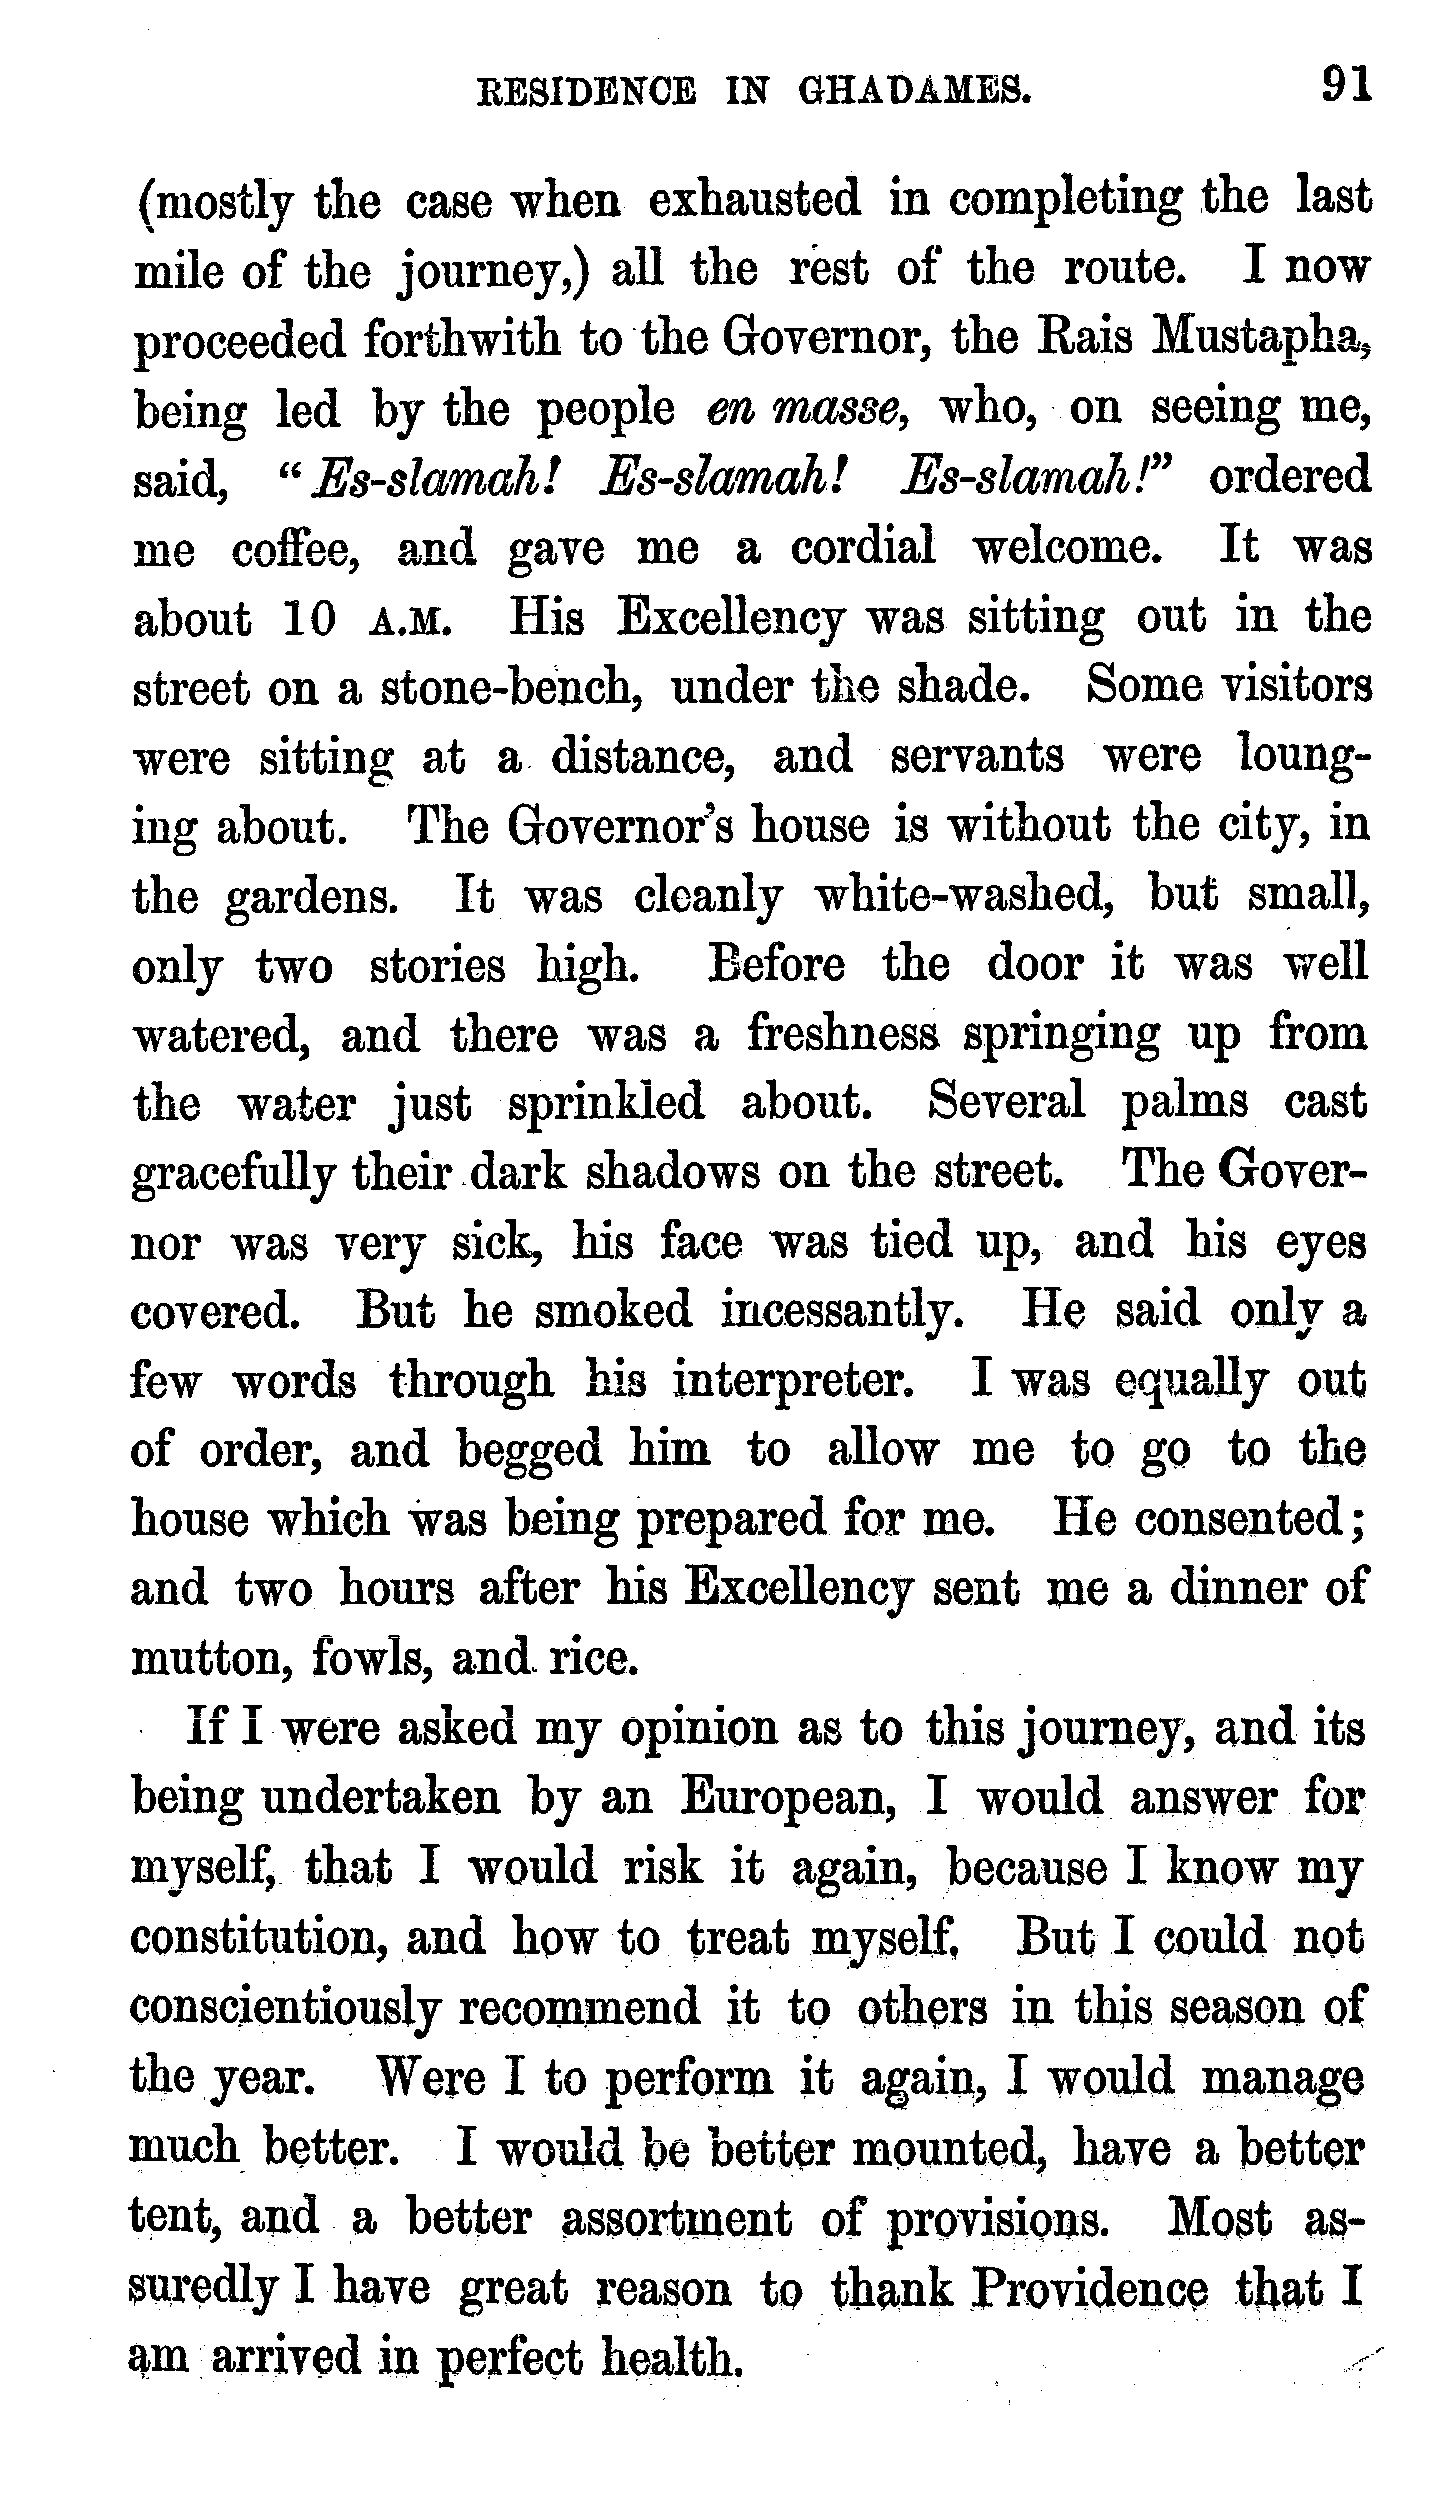 RESIDENCE IN GHADAMES. 91
(mostly the case when exhausted in completing the last
mile of the journey,) all the rest of the route. I now
proceeded forthwith to the Governor, the Rais Mustapha,
being led by the people en masse, who, on seeing me,
said, "Es-slamah! Es-slamah! Es-slamah!" ordered
me coffee, and gave me a cordial welcome. It was
about 10 A.M. His Excellency was sitting out in the
street on a stone-bench, under the shade. Some visitors
were sitting at a distance, and servants were loung-
ing about. The Governor's house is without the city, in
the gardens. It was cleanly white-washed, but small,
only two stories high. Before the door it was well
watered, and there was a freshness springing up from
the water just sprinkled about. Several palms cast
gracefully their dark shadows on the street. The Gover-
nor was very sick, his face was tied up, and his eyes
covered. But he smoked incessantly. He said only a
few words through his interpreter. I was equally out
of order, and begged him to allow me to go to the
house which was being prepared for me. He consented;
and two hours after his Excellency sent me a dinner of
mutton, fowls, and rice.
If I were asked my opinion as to this journey, and its
being undertaken by an European, I would answer for
myself, that I would risk it again, because I know my
constitution, and how to treat myself. But I could not
conscientiously recommend it to others in this season of
the year. Were I to perform it again, I would manage
much better. I would be better mounted, have a better
tent, and a better assortment of provisions. Most as-
suredly I have great reason to thank Providence that I
am arrived in perfect health.